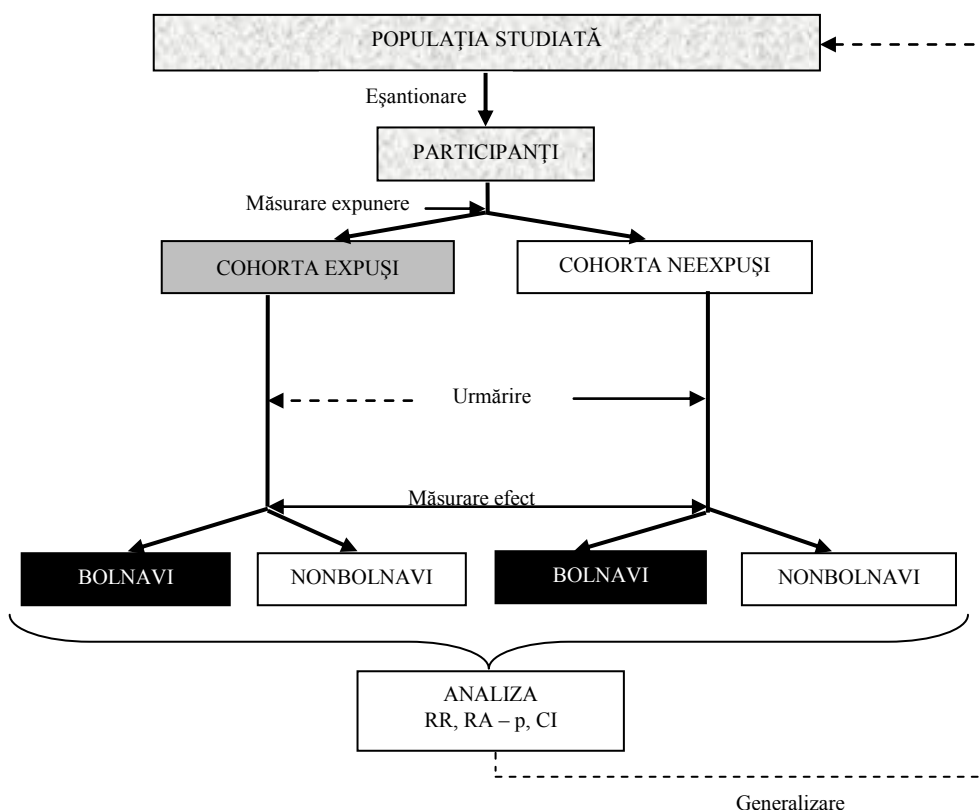 POPULAȚIA STUDIATĂ
Eşantionare
PARTICIPANȚI
Măsurare expunere
COHORTA EXPUȘI
COHORTA NEEXPUȘI
Urmărire
Măsurare efect
BOLNAVI
NONBOLNAVI
BOLNAVI
NONBOLNAVI
ANALIZA
RR, RA – p, CI
Generalizare